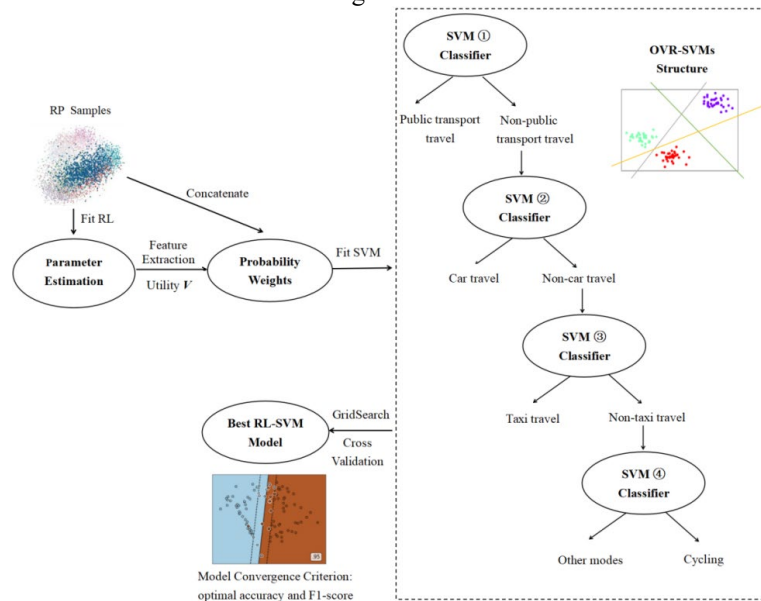 g
RP Samples
Fit RL
Concatenate
Parameter
Estimation
Feature
Extraction
Utility V
Probability
Weights
Fit SVM
SVM ①
Classifier
OVR-SVMs
Structure
Public transport
travel
Non-public
transport travel
SVM ②
Classifier
Car travel
Non-car travel
SVM ③
Classifier
Taxi travel
Non-taxi travel
SVM ④
Classifier
Other modes
Cycling
GridSearch
Cross
Validation
Best RL-SVM
Model
.95
Model Convergence Criterion:
optimal accuracy and F1-score